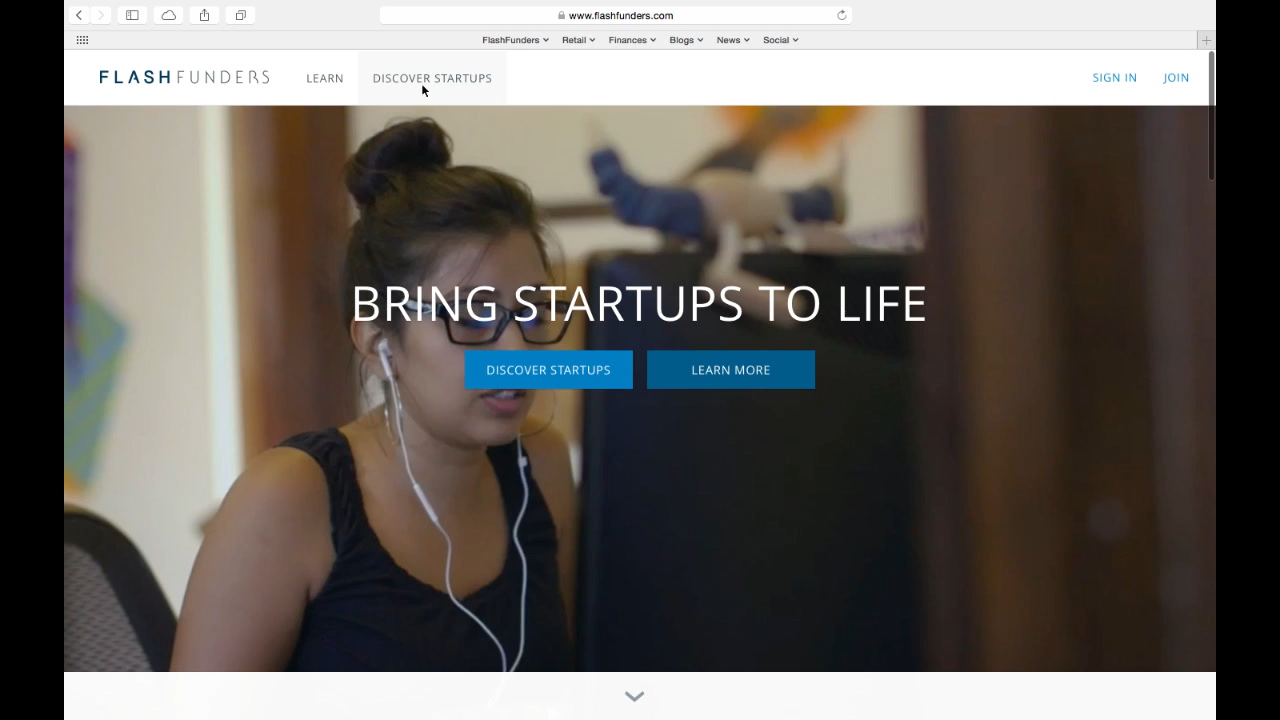 www.flashfunders.com
FlashFunders Retail Finances Blogs News Social
FLASHFUNDERS LEARN DISCOVER STARTUPS SIGN IN JOIN
BRING STARTUPS TO LIFE
DISCOVER STARTUPS LEARN MORE